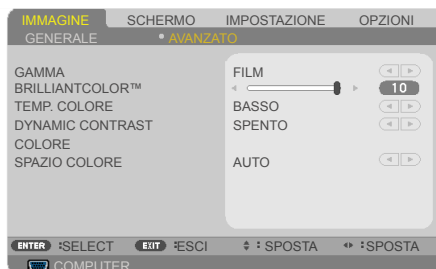 IMMAGINE SCHERMO IMPOSTAZIONE OPZIONI
GENERALE • AVANZATO
GAMMA FILM
BRILLIANTCOLOR™ 10
TEMP. COLORE BASSO
DYNAMIC CONTRAST SPENTO
COLORE
SPAZIO COLORE AUTO
ENTER :SELECT EXIT :ESCI :SPOSTA :SPOSTA
COMPUTER